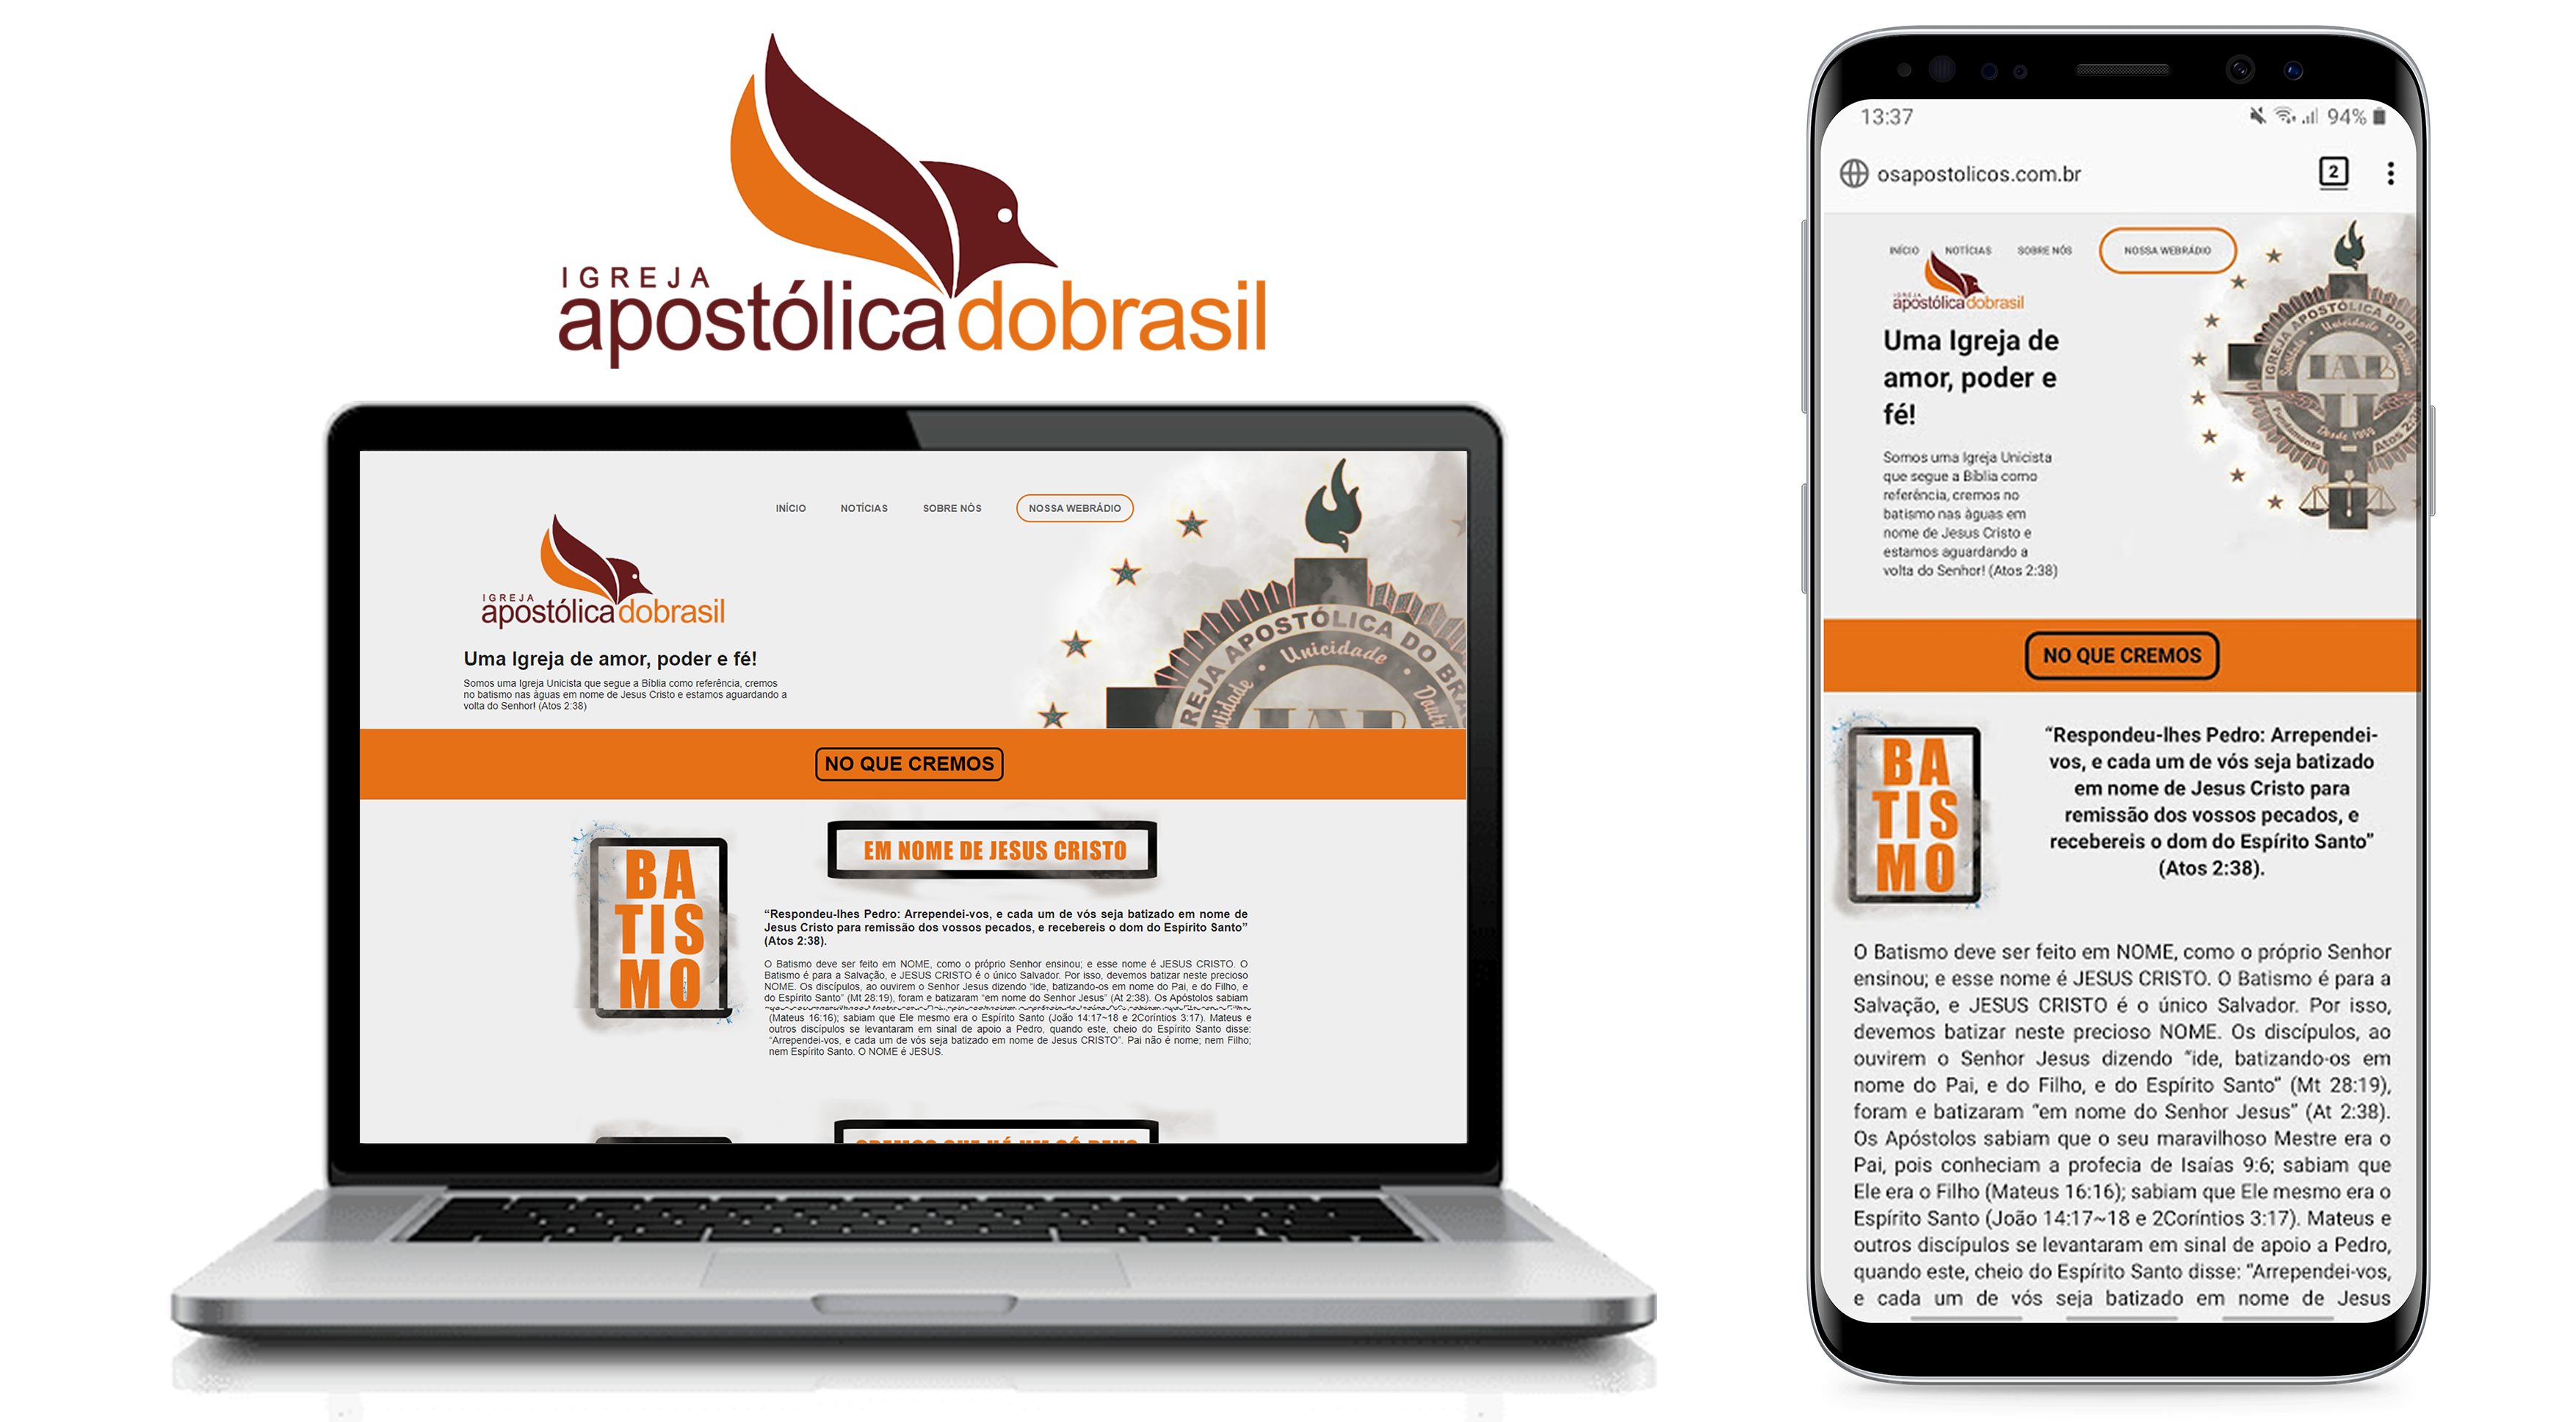 IGREJA
apostólicadobrasil
INÍCIO NOTÍCIAS SOBRE NÓS NOSSA WEBRÁDIO
IGREJA
apostólicadobrasil
Uma Igreja de amor, poder e fé!
Somos uma Igreja Unicista que segue a Bíblia como referência, cremos
no batismo nas águas em nome de Jesus Cristo e estamos aguardando a
volta do Senhor! (Atos 2:38)
REJA APOSTÓLICA DO BRA
Unicidade
NO QUE CREMOS
BA
TIS
MO
EM NOME DE JESUS CRISTO
“Respondeu-lhes Pedro: Arrependei-vos, e cada um de vós seja batizado em nome de
Jesus Cristo para remissão dos vossos pecados, e recebereis o dom do Espírito Santo”
(Atos 2:38).
O Batismo deve ser feito em NOME, como o próprio Senhor ensinou; e esse nome é JESUS CRISTO. O
Batismo é para a Salvação, e JESUS CRISTO é o único Salvador. Por isso, devemos batizar neste precioso
NOME. Os discípulos, ao ouvirem o Senhor Jesus dizendo “ide, batizando-os em nome do Pai, e do Filho, e
do Espírito Santo” (Mt 28:19), foram e batizaram “em nome do Senhor Jesus” (At 2:38). Os Apóstolos sabiam
(Mateus 16:16); sabiam que Ele mesmo era o Espírito Santo (João 14:17~18 e 2Coríntios 3:17). Mateus e
outros discípulos se levantaram em sinal de apoio a Pedro, quando este, cheio do Espírito Santo disse:
“Arrependei-vos, e cada um de vós seja batizado em nome de Jesus CRISTO”. Pai não é nome; nem Filho;
nem Espírito Santo. O NOME é JESUS.
13:37 94%
osapostolicos.com.br 2
INÍCIO NOTÍCIAS SOBRE NÓS NOSSA WEBRÁDIO
IGREJA
apostólicadobrasil
Uma Igreja de
amor, poder e
fé!
Somos uma Igreja Unicista
que segue a Bíblia como
referência, cremos no
batismo nas águas em
nome de Jesus Cristo e
estamos aguardando a
volta do Senhor! (Atos 2:38)
IGREJA APOSTÓLICA DO BR
Unicidade
IAB
Desde 1959
Atos 2:3
NO QUE CREMOS
BA
TIS
MO
“Respondeu-lhes Pedro: Arrependei-
vos, e cada um de vós seja batizado
em nome de Jesus Cristo para
remissão dos vossos pecados, e
recebereis o dom do Espírito Santo”
(Atos 2:38).
O Batismo deve ser feito em NOME, como o próprio Senhor
ensinou; e esse nome é JESUS CRISTO. O Batismo é para a
Salvação, e JESUS CRISTO é o único Salvador. Por isso,
devemos batizar neste precioso NOME. Os discípulos, ao
ouvirem o Senhor Jesus dizendo “ide, batizando-os em
nome do Pai, e do Filho, e do Espírito Santo” (Mt 28:19),
foram e batizaram “em nome do Senhor Jesus” (At 2:38).
Os Apóstolos sabiam que o seu maravilhoso Mestre era o
Pai, pois conheciam a profecia de Isaías 9:6; sabiam que
Ele era o Filho (Mateus 16:16); sabiam que Ele mesmo era o
Espírito Santo (João 14:17~18 e 2Coríntios 3:17). Mateus e
outros discípulos se levantaram em sinal de apoio a Pedro,
quando este, cheio do Espírito Santo disse: “Arrependei-vos,
e cada um de vós seja batizado em nome de Jesus